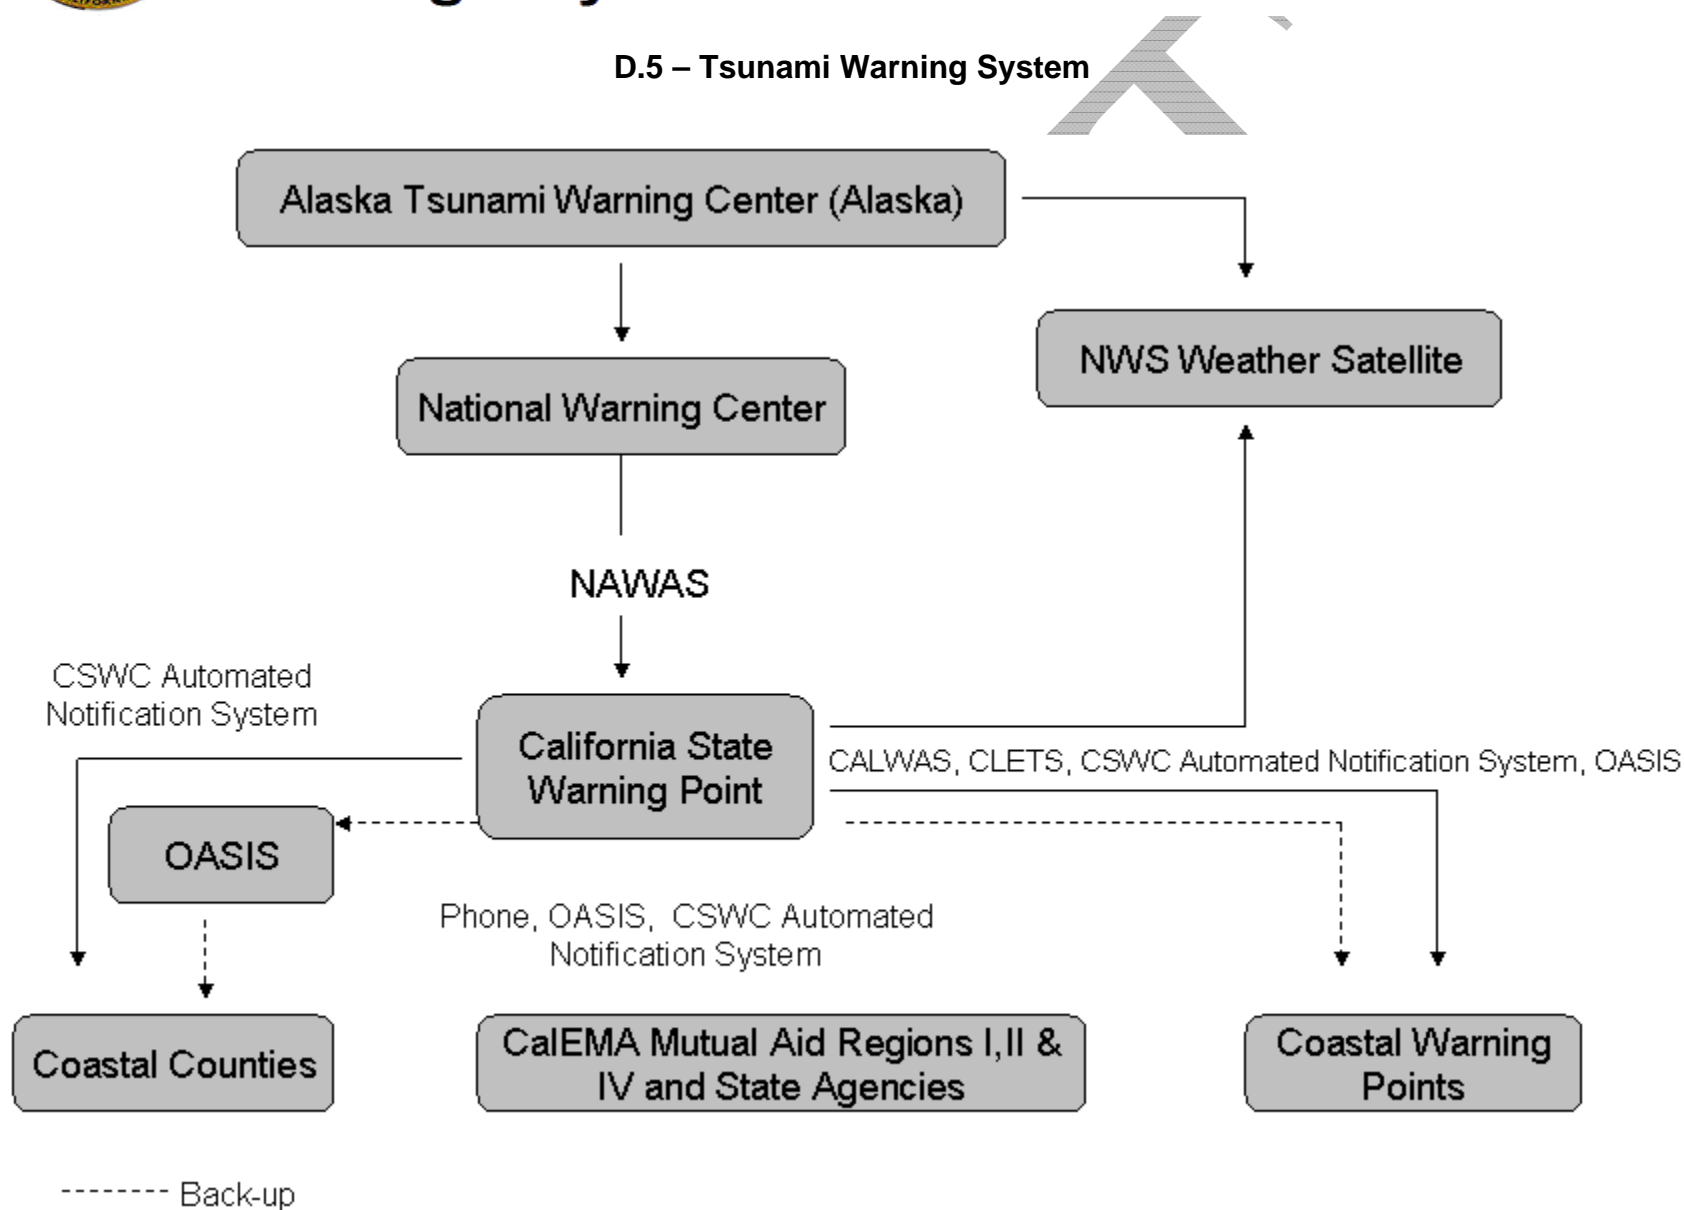 D.5 – Tsunami Warning System
Alaska Tsunami Warning Center (Alaska)
NWS Weather Satellite
National Warning Center
NAWAS
CSWC Automated
Notification System
California State
Warning Point
CALWAS, CLETS, CSWC Automated Notification System, OASIS
OASIS
Phone, OASIS, CSWC Automated
Notification System
Coastal Counties
CalEMA Mutual Aid Regions I,II &
IV and State Agencies
Coastal Warning
Points
Back-up